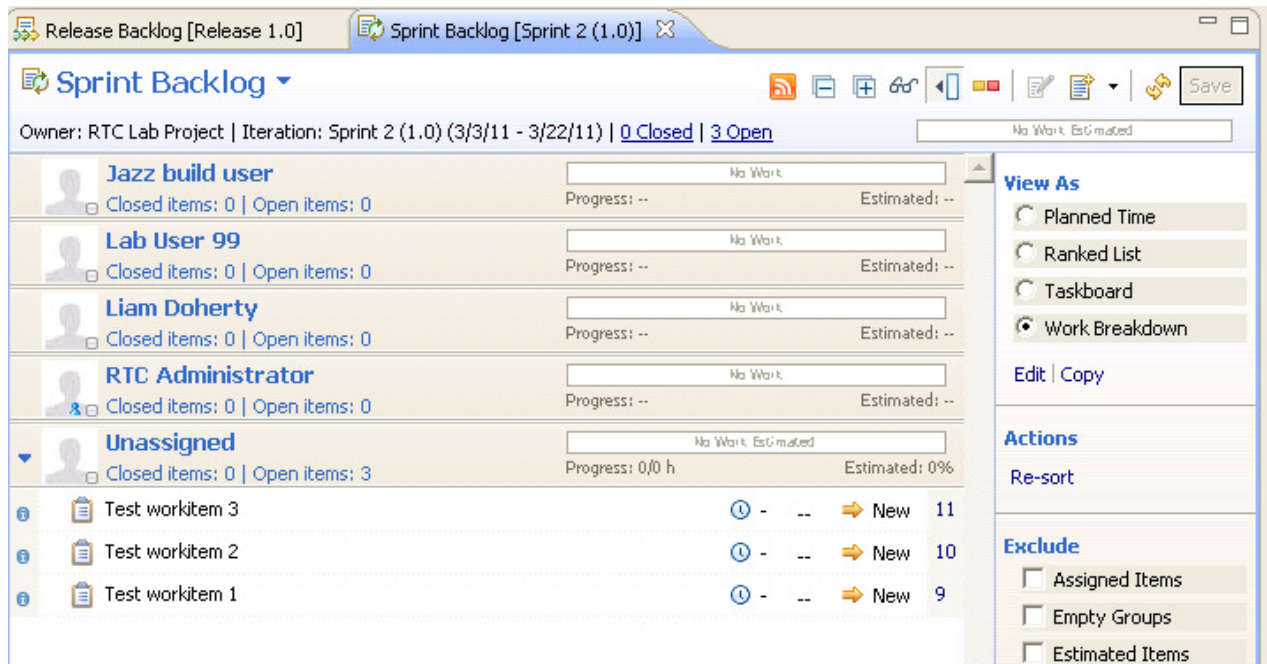 Release Backlog [Release 1.0]
Sprint Backlog [Sprint 2 (1.0)]
Sprint Backlog
Save
Owner: RTC Lab Project | Iteration: Sprint 2 (1.0) (3/3/11 - 3/22/11) | 0 Closed | 3 Open
No Work Estimated
Jazz build user
No Work
Closed items: 0 | Open items: 0
Progress: --
Estimated: --
Lab User 99
No Work
Closed items: 0 | Open items: 0
Progress: --
Estimated: --
Liam Doherty
No Work
Closed items: 0 | Open items: 0
Progress: --
Estimated: --
RTC Administrator
No Work
Closed items: 0 | Open items: 0
Progress: --
Estimated: --
Unassigned
No Work Estimated
Closed items: 0 | Open items: 3
Progress: 0/0 h
Estimated: 0%
Test workitem 3 - -- New 11
Test workitem 2 - -- New 10
Test workitem 1 - -- New 9
View As
Planned Time
Ranked List
Taskboard
Work Breakdown
Edit | Copy
Actions
Re-sort
Exclude
Assigned Items
Empty Groups
Estimated Items